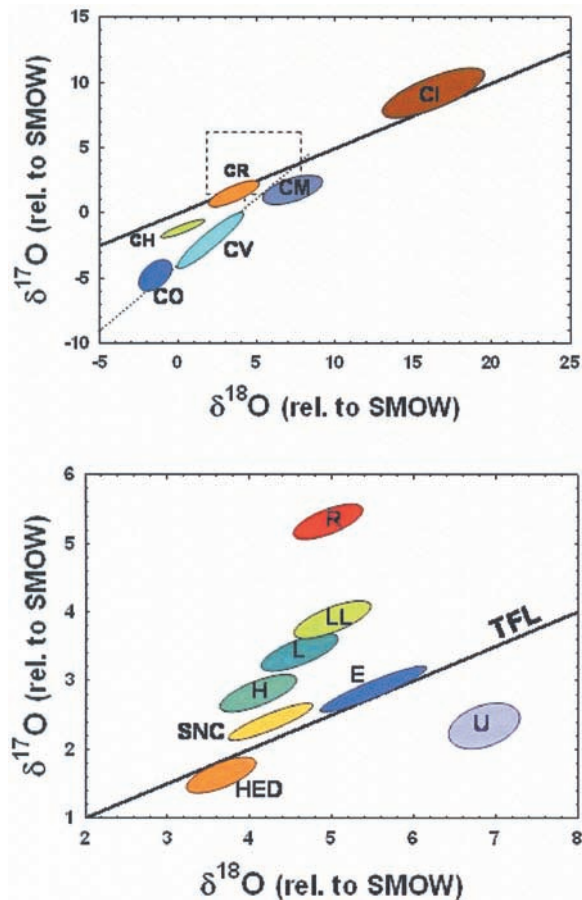 15
10
5
0
-5
-10
-5
0
5
10
15
20
25
CI
CR
CM
CH
CV
CO
δ17O (rel. to SMOW)
δ18O (rel. to SMOW)
6
5
4
3
2
1
2
3
4
5
6
7
8
R
LL
L
E
TFL
H
SNC
U
HED
δ17O (rel. to SMOW)
δ18O (rel. to SMOW)